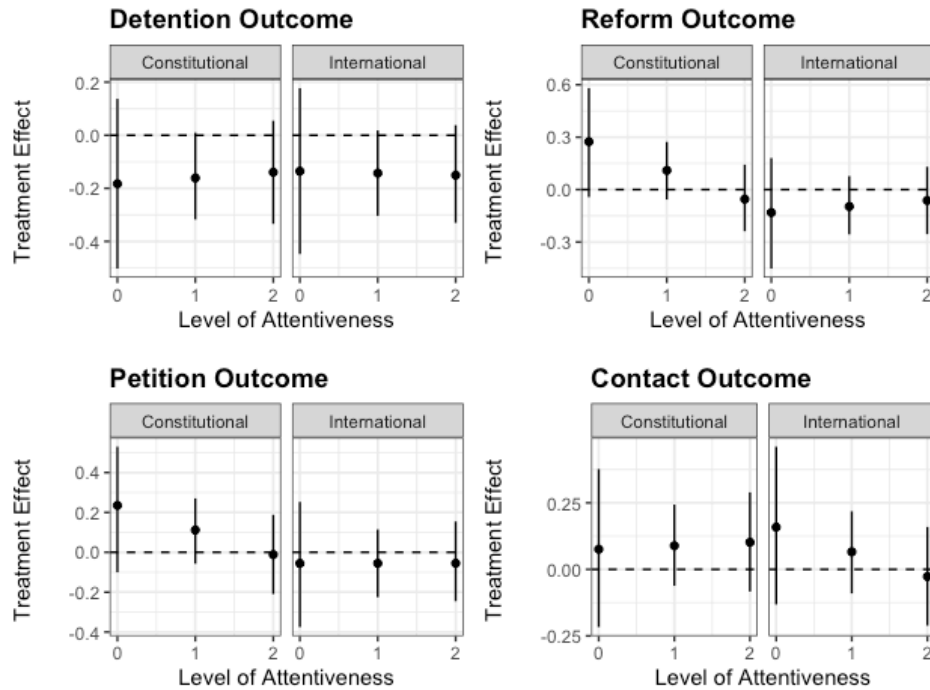 Detention Outcome
Constitutional
International
Treatment Effect
0.2
0.0
-0.2
-0.4
0 1 2
0 1 2
Level of Attentiveness
Reform Outcome
Constitutional
International
Treatment Effect
0.6
0.3
0.0
-0.3
0 1 2
0 1 2
Level of Attentiveness
Petition Outcome
Constitutional
International
Treatment Effect
0.4
0.2
0.0
-0.2
-0.4
0 1 2
0 1 2
Level of Attentiveness
Contact Outcome
Constitutional
International
Treatment Effect
0.25
0.00
-0.25
0 1 2
0 1 2
Level of Attentiveness